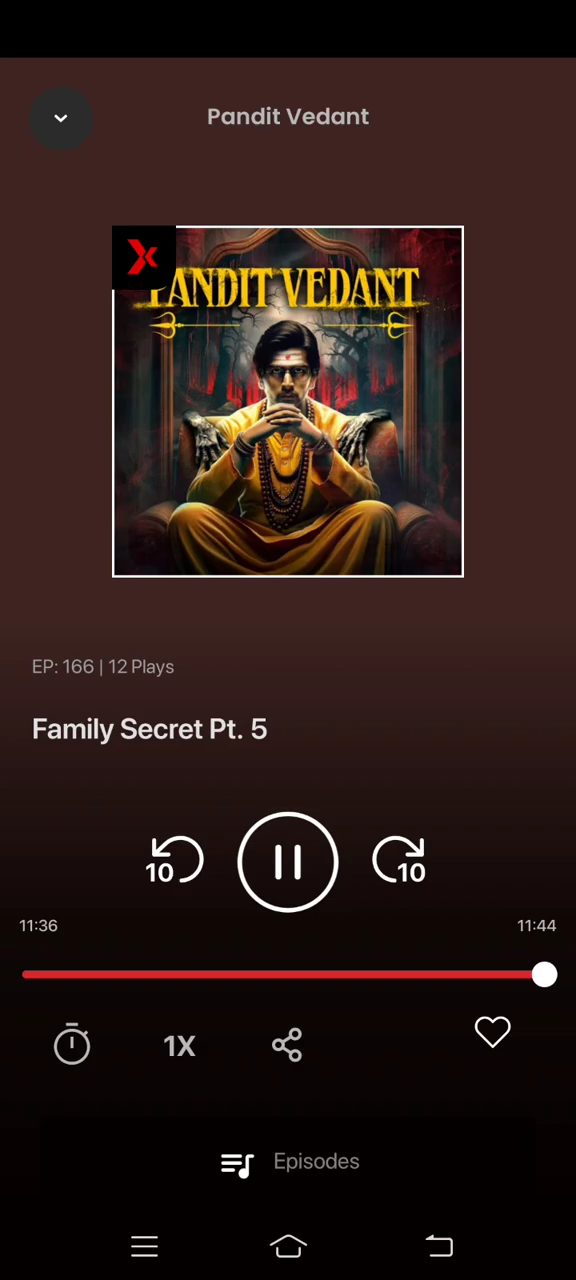 Pandit Vedant
PANDIT VEDANT
EP: 166 | 12 Plays
Family Secret Pt. 5
10
10
11:36
11:44
1X
Episodes